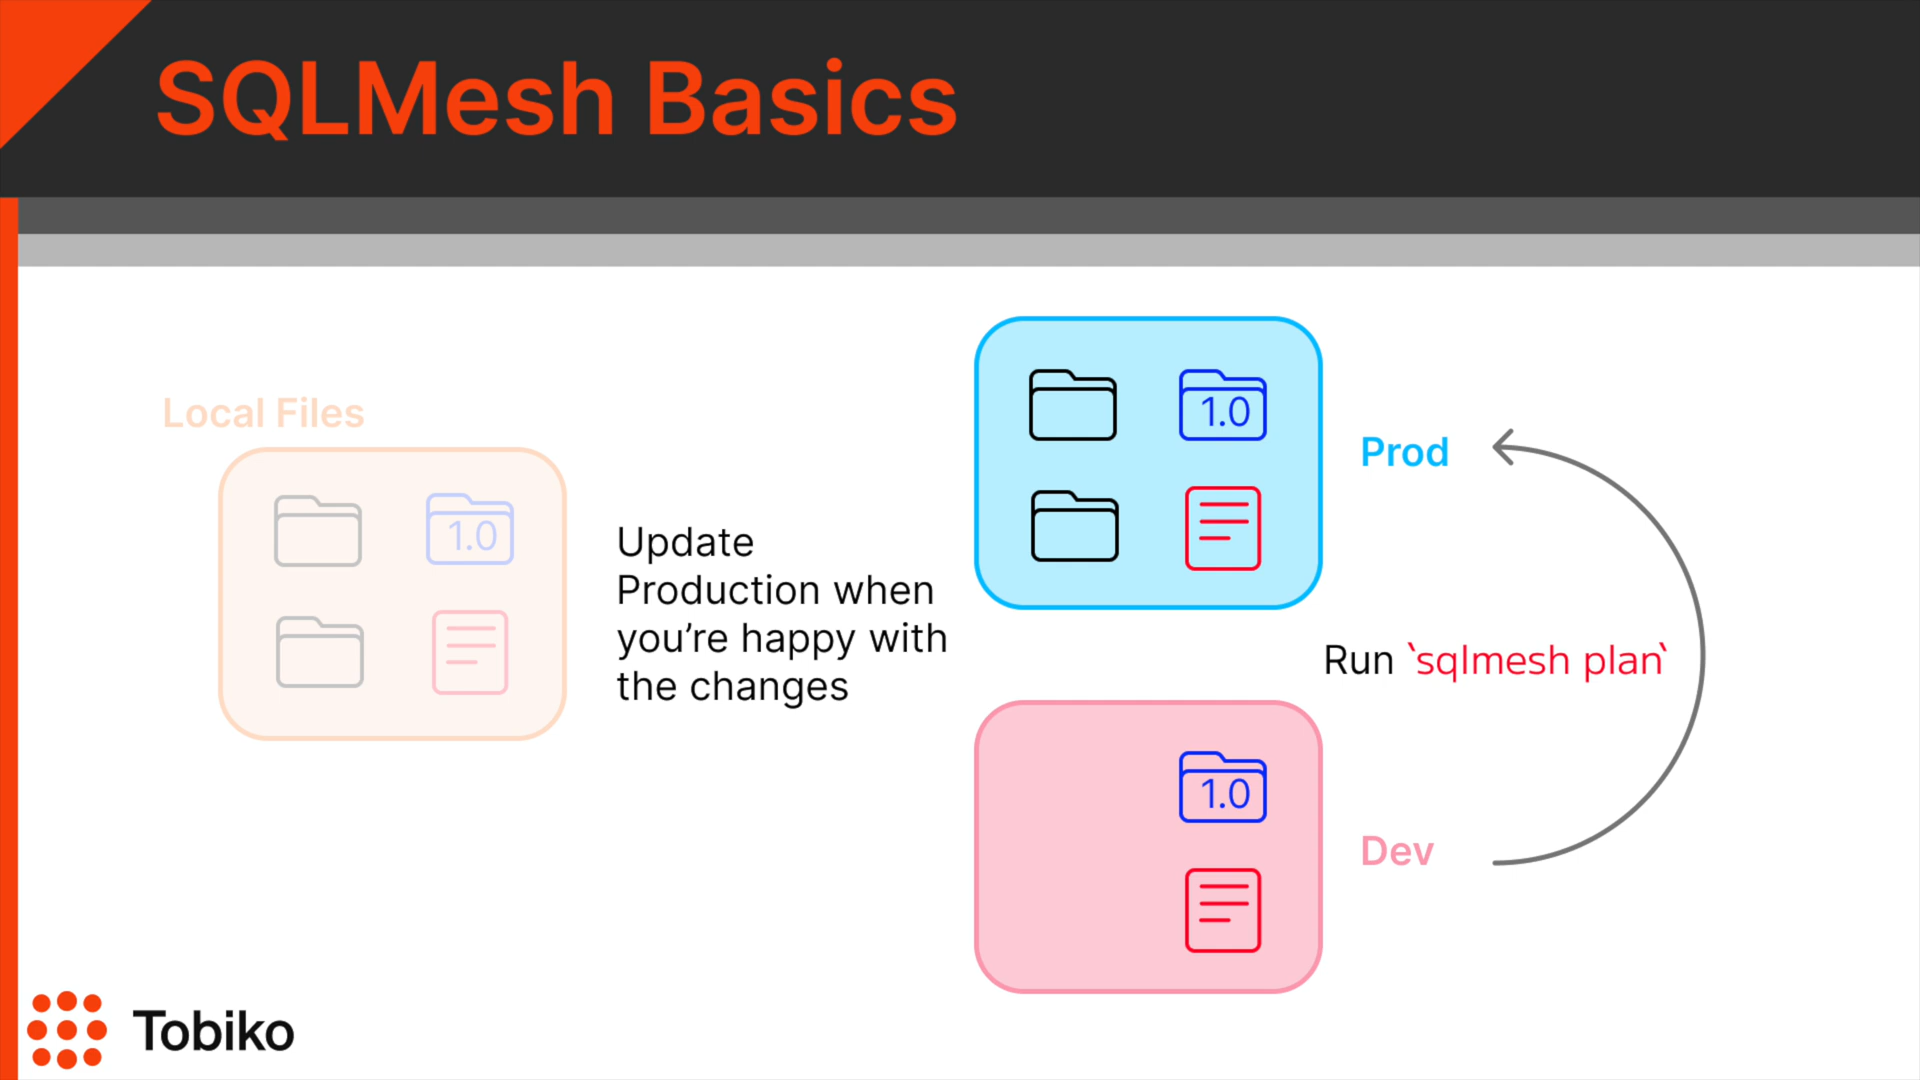 SQLMesh Basics
Local Files
1.0
Update
Production when
you're happy with
the changes
1.0
Prod
Run `sqlmesh plan`
1.0
Dev
Tobiko